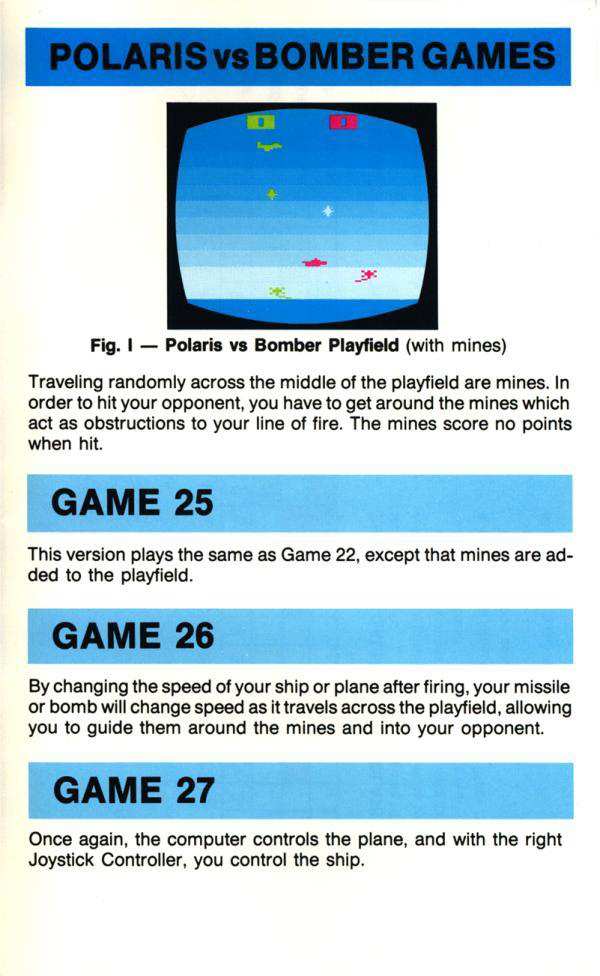 POLARIS vs BOMBER GAMES
Fig. I — Polaris vs Bomber Playfield (with mines)
Traveling randomly across the middle of the playfield are mines. In
order to hit your opponent, you have to get around the mines which
act as obstructions to your line of fire. The mines score no points
when hit.
GAME 25
This version plays the same as Game 22, except that mines are ad-
ded to the playfield.
GAME 26
By changing the speed of your ship or plane after firing, your missile
or bomb will change speed as it travels across the playfield, allowing
you to guide them around the mines and into your opponent.
GAME 27
Once again, the computer controls the plane, and with the right
Joystick Controller, you control the ship.